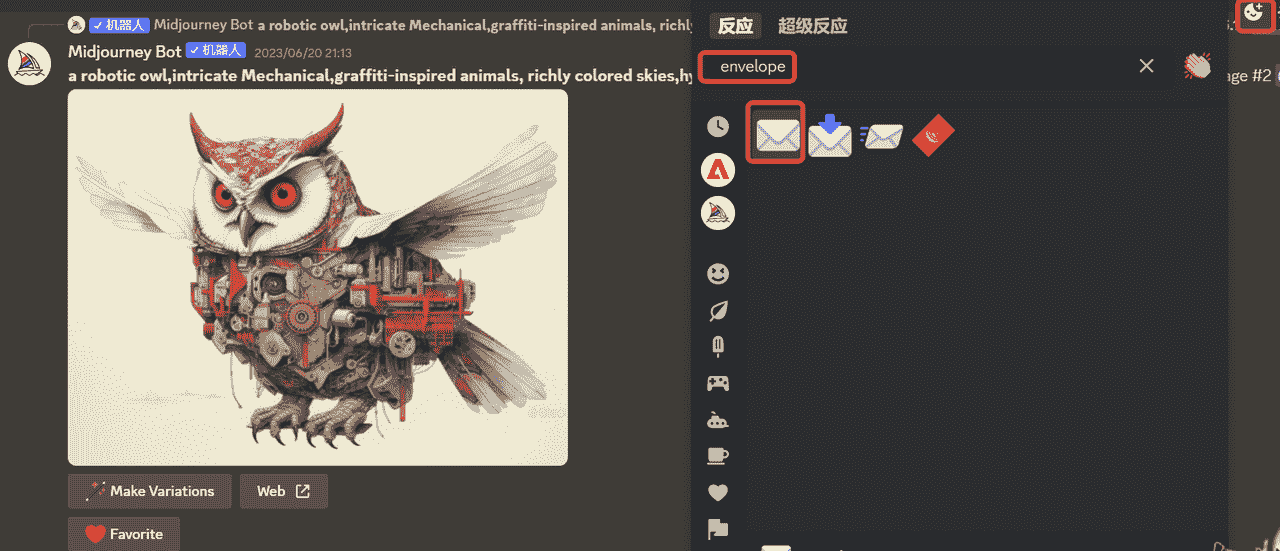 ✓ 机器人 Midjourney Bot a robotic owl,intricate Mechanical,graffiti-inspired animals, richly
Midjourney Bot ✓ 机器人 2023/06/20 21:13
a robotic owl,intricate Mechanical,graffiti-inspired animals, richly colored skies,hy
Make Variations
Web
Favorite
反应 超级反应
envelope
#2